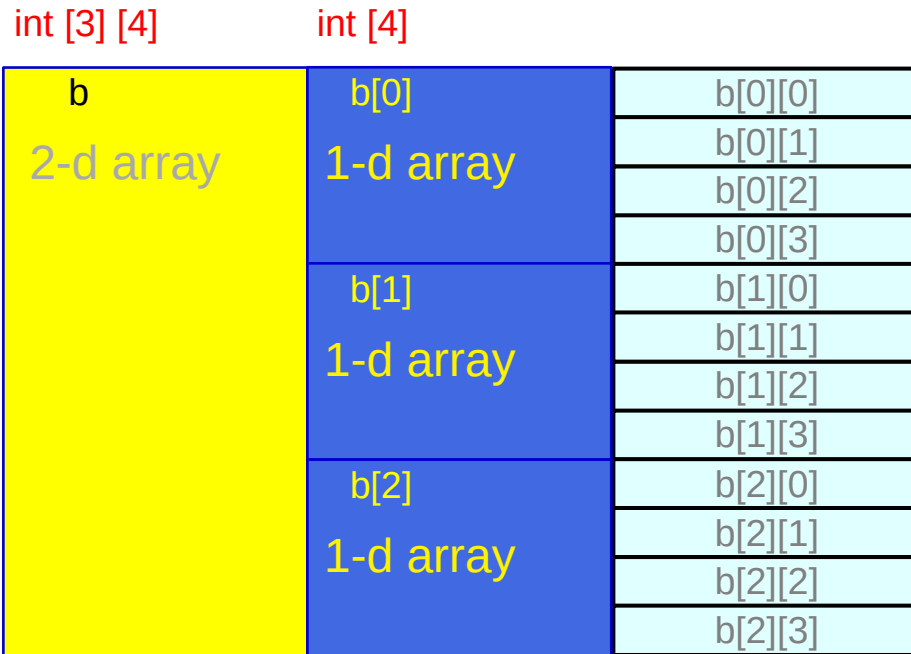 int [3] [4]
int [4]
b
2-d array
b[0]
1-d array
b[1]
1-d array
b[2]
1-d array
b[0][0]
b[0][1]
b[0][2]
b[0][3]
b[1][0]
b[1][1]
b[1][2]
b[1][3]
b[2][0]
b[2][1]
b[2][2]
b[2][3]